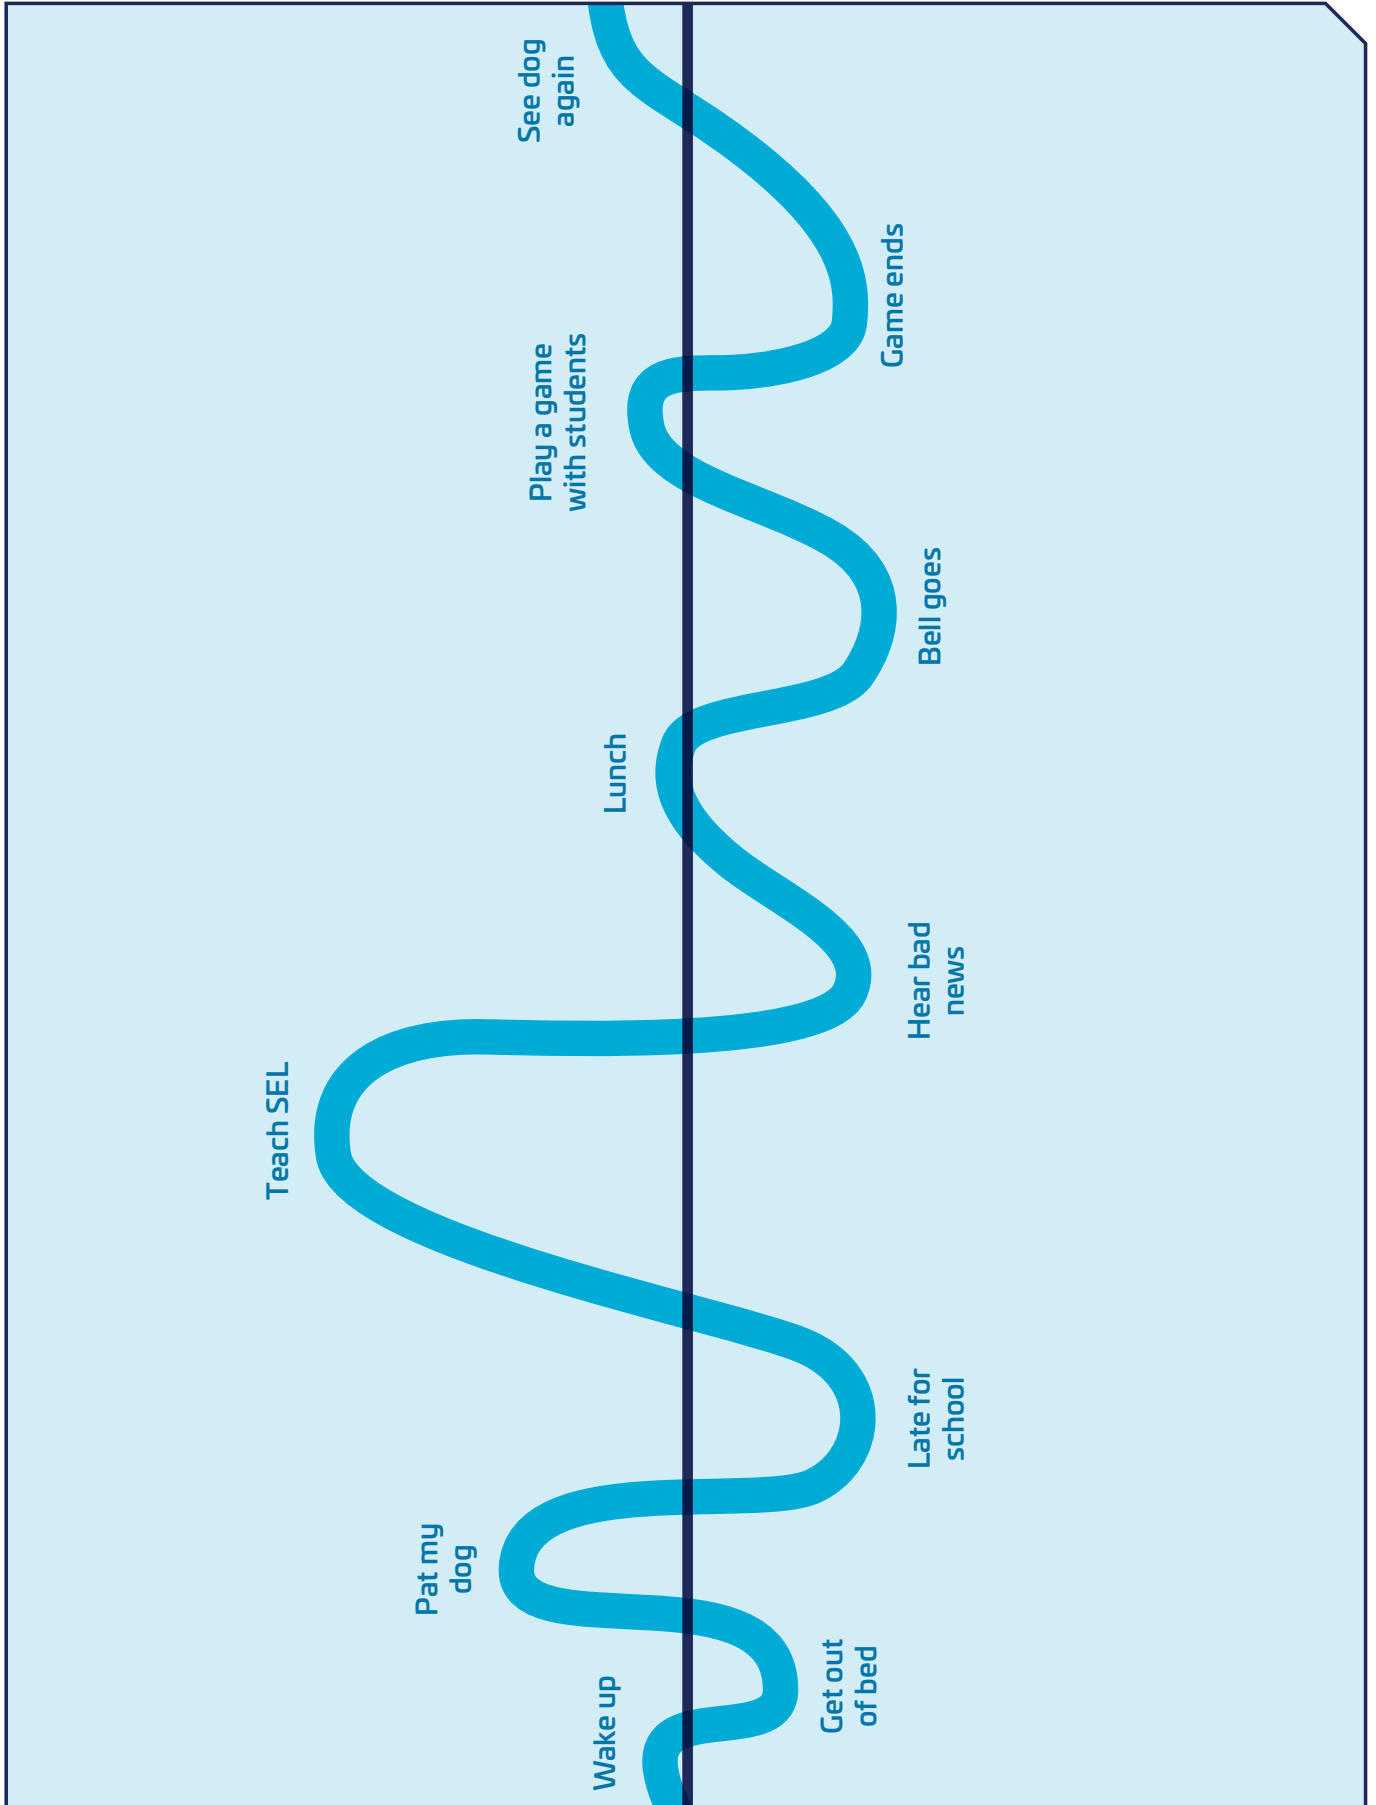 Wake up
Get out
of bed
Pat my
dog
Late for
school
Teach SEL
Hear bad
news
Lunch
Bell goes
Play a game
with students
Game ends
See dog
again